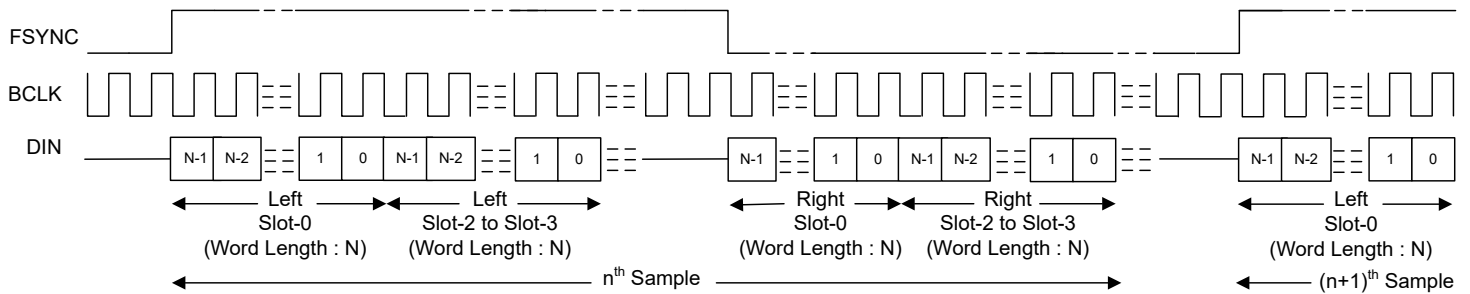 FSYNC
BCLK
DIN
N-1 N-2 1 0 N-1 N-2 1 0 N-1 1 0 N-1 N-2 1 0 N-1 N-2 1 0
Left Left Right Right Left
Slot-0 Slot-2 to Slot-3 Slot-0 Slot-2 to Slot-3 Slot-0
(Word Length : N) (Word Length : N) (Word Length : N) (Word Length : N) (Word Length : N)
nth Sample (n+1)th Sample